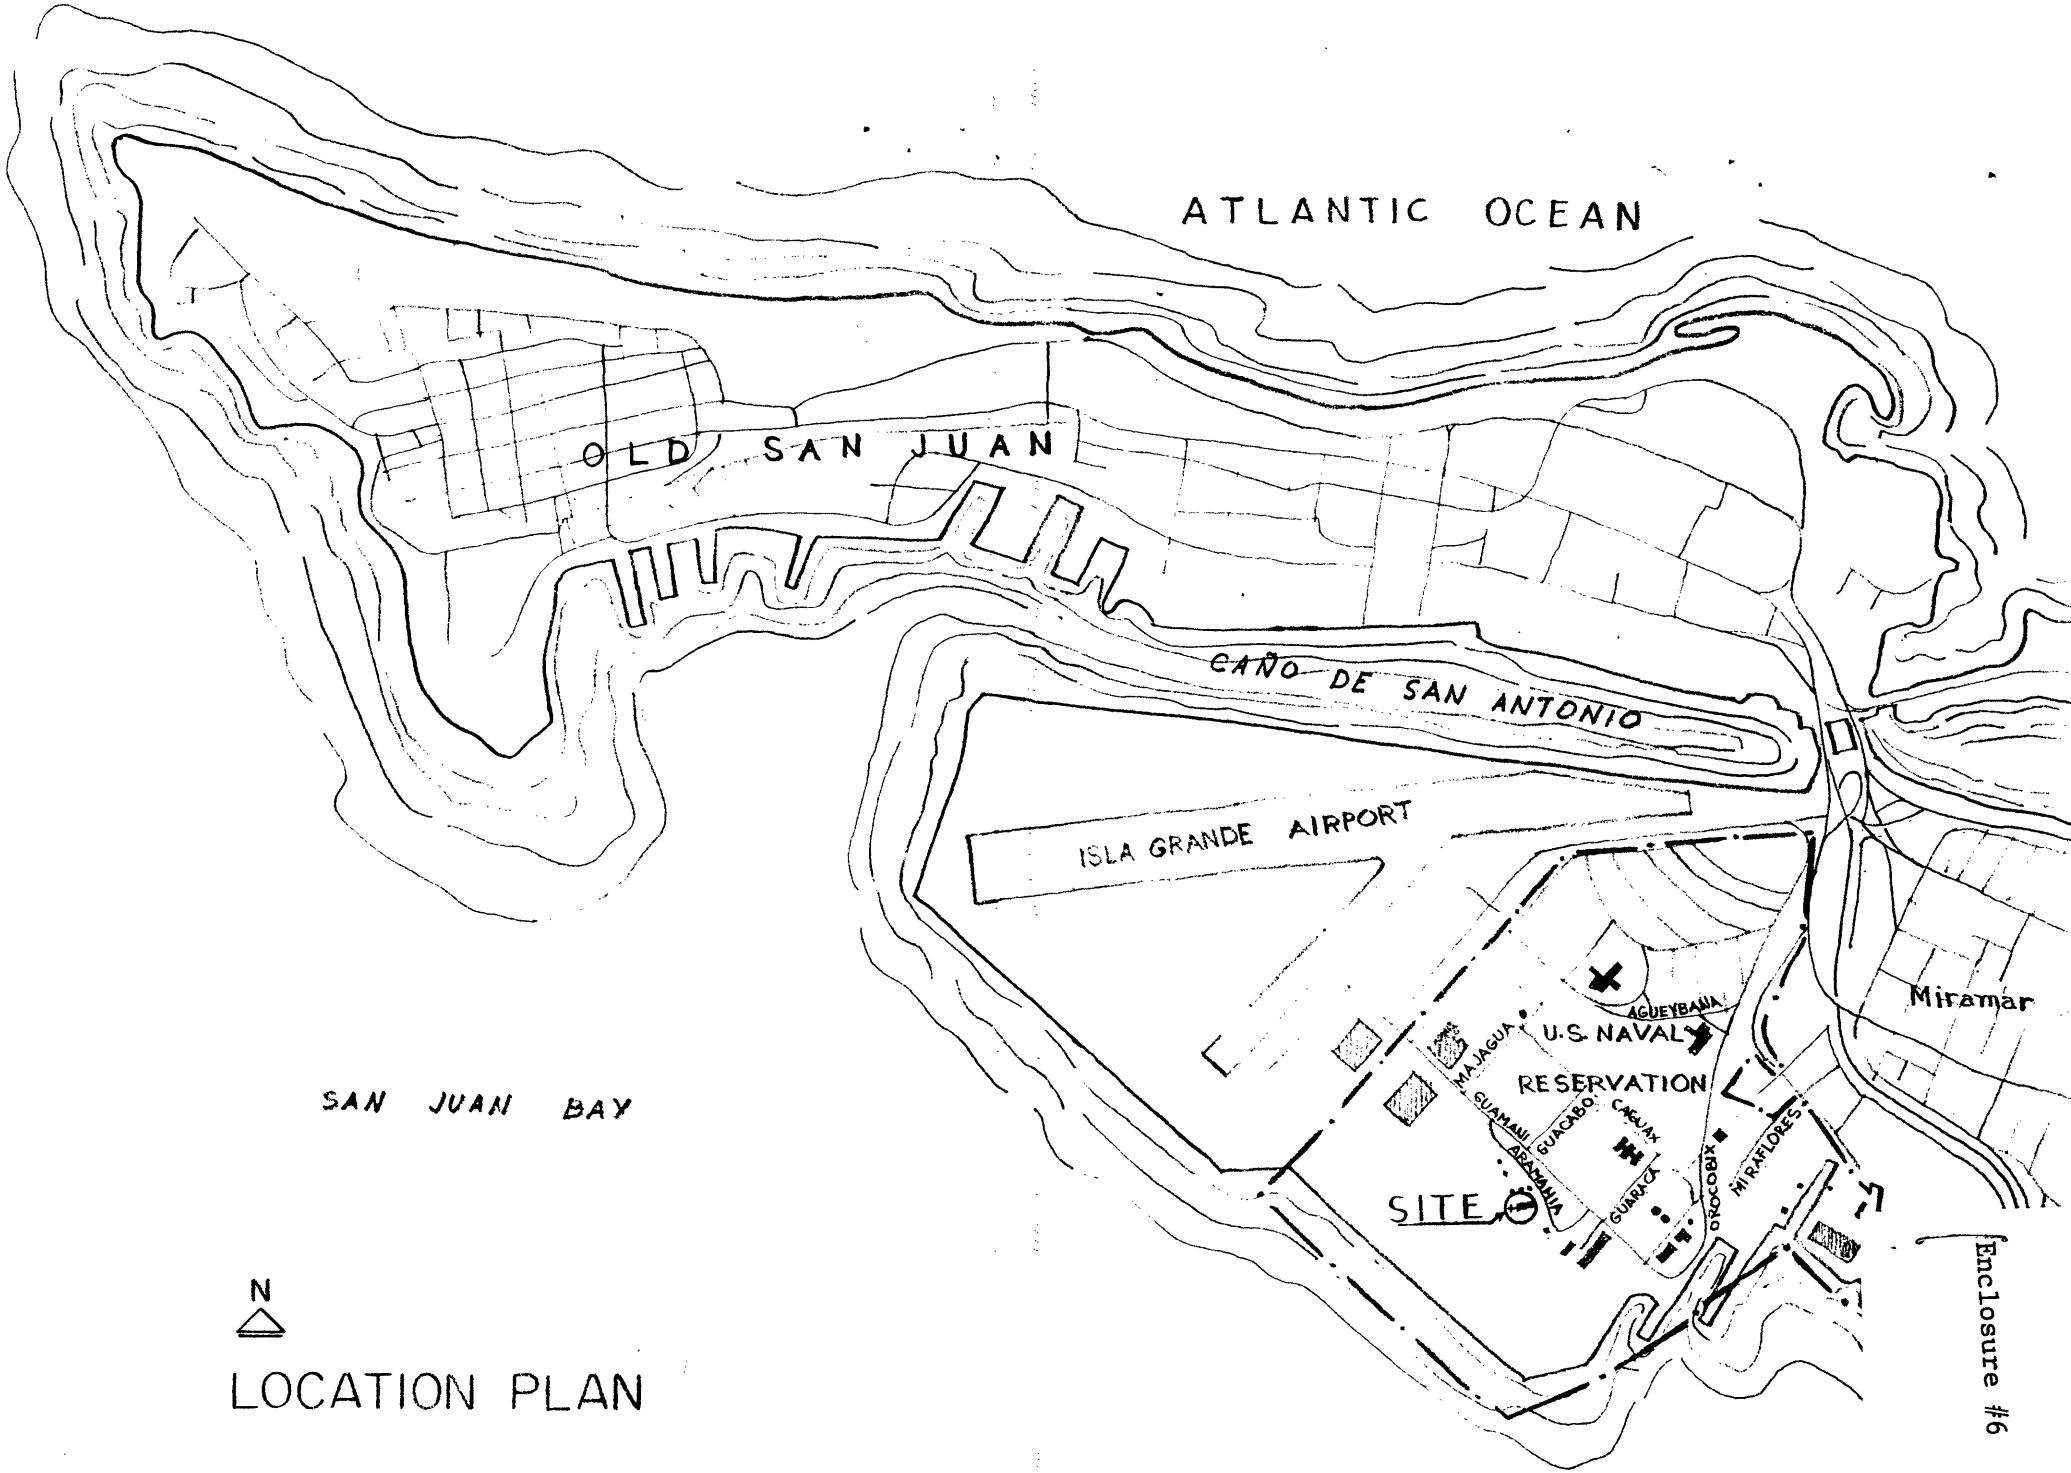 ATLANTIC OCEAN
OLD SAN JUAN
CAÑO DE SAN ANTONIO
ISLA GRANDE AIRPORT
Miramar
AGUEYBANA
U.S. NAVAL
RESERVATION
MAJAGUA
GUAMANI
GUACABO
CAGUAX
ARAMANIA
GUARACA
OROCOBIX
MIRAFLORES
SITE
SAN JUAN BAY
N
LOCATION PLAN
Enclosure #6